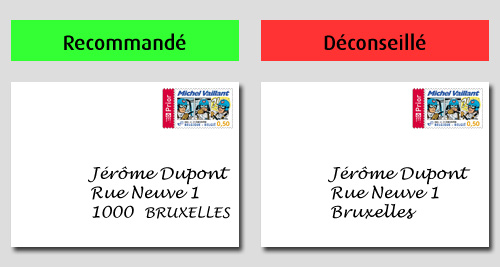 Recommandé
Déconseillé
Prior
Michel Vaillant
0,50
Jérôme Dupont
Rue Neuve 1
1000 BRUXELLES
Prior
Michel Vaillant
0,50
Jérôme Dupont
Rue Neuve 1
Bruxelles